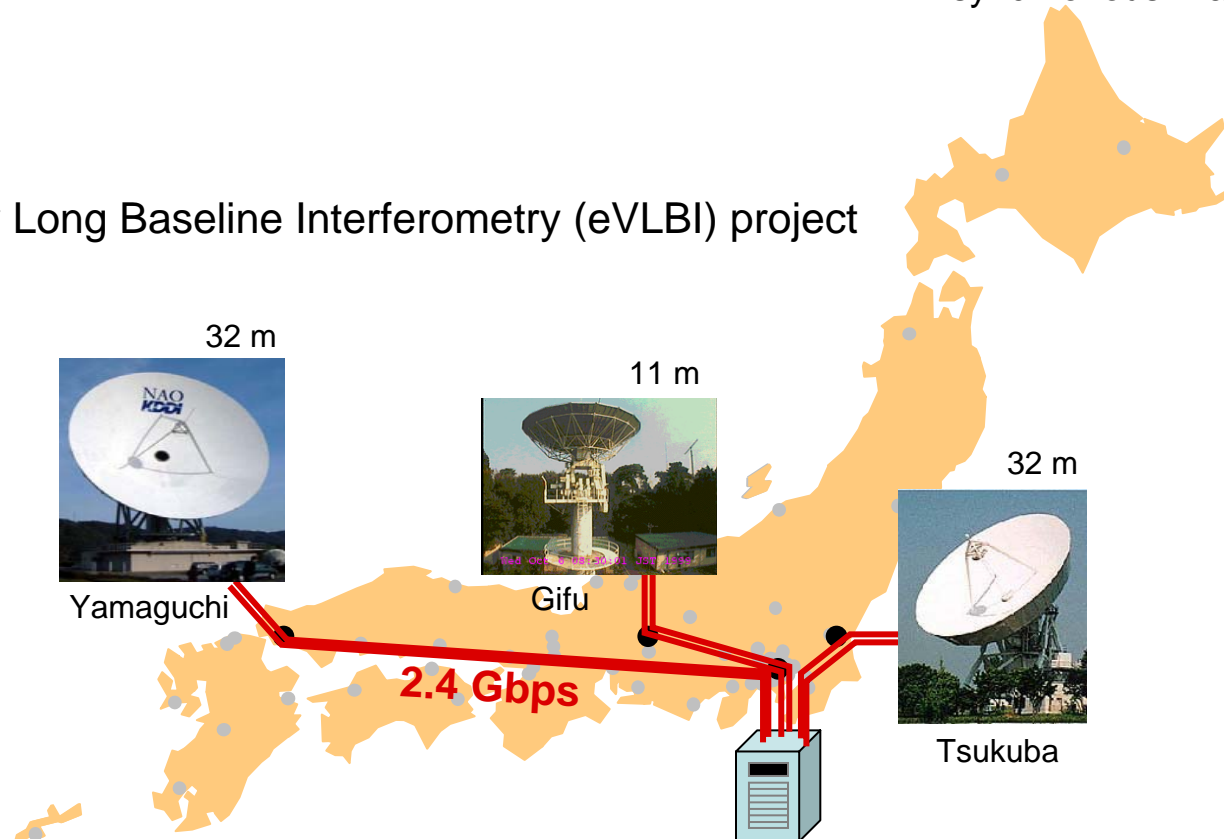 Long Baseline Interferometry (eVLBI) project
32 m
11 m
32 m
NAO
KDDI
Yamaguchi
Gifu
Tsukuba
2.4 Gbps